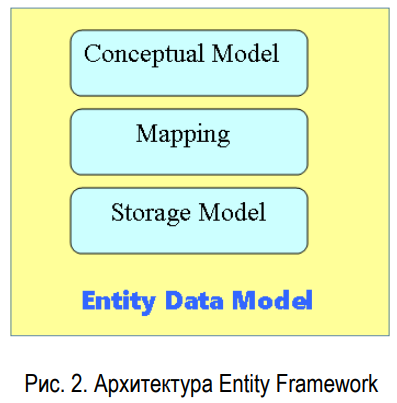 Conceptual Model
Mapping
Storage Model
Entity Data Model
Рис. 2. Архитектура Entity Framework